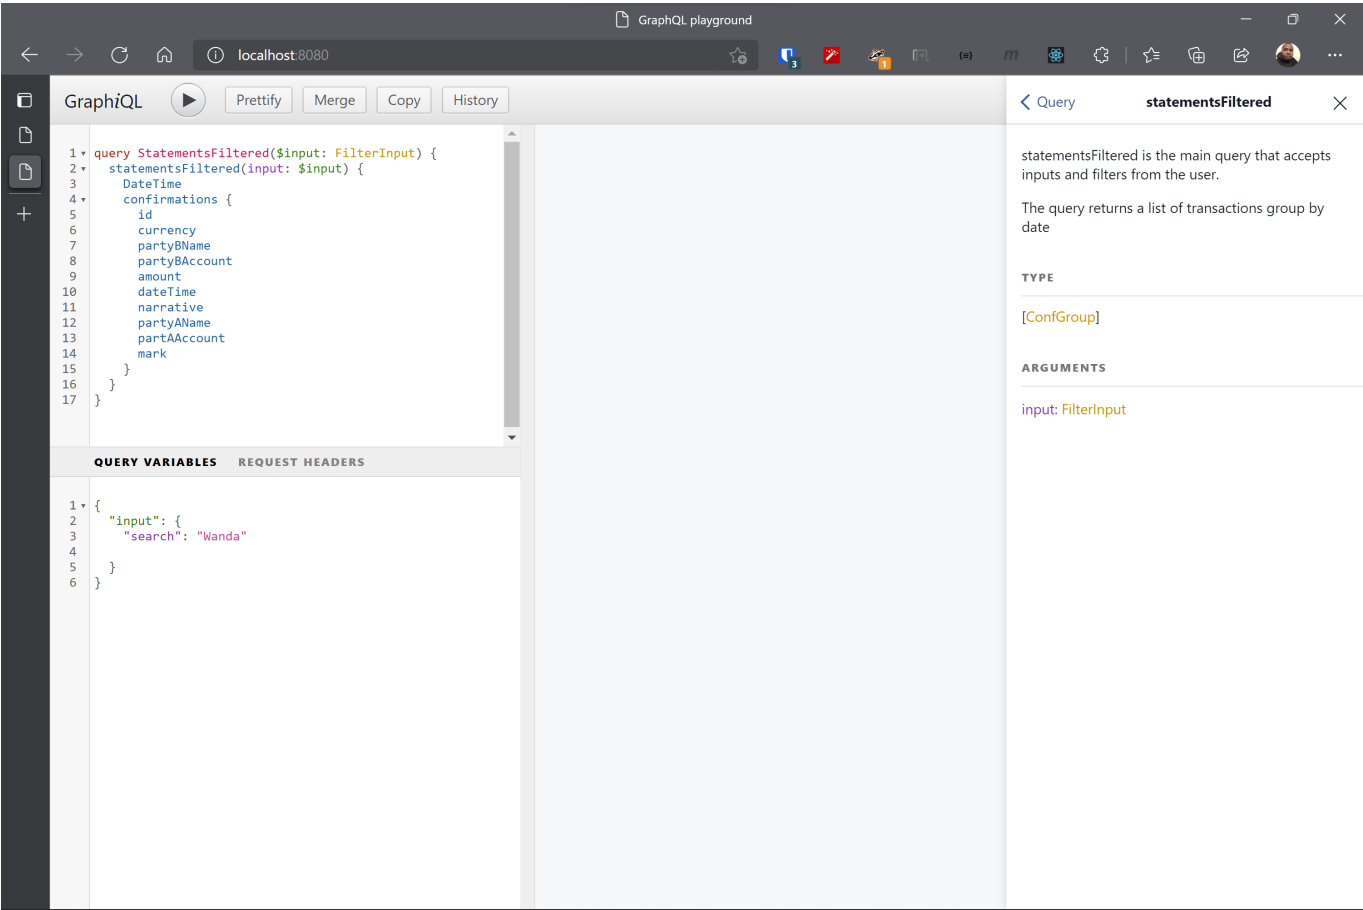 GraphQL playground
localhost:8080
3
1
{=}
m
GraphiQL
Prettify
Merge
Copy
History
1 query StatementsFiltered($input: FilterInput) {
2 statementsFiltered(input: $input) {
3 DateTime
4 confirmations {
5 id
6 currency
7 partyBName
8 partyBAccount
9 amount
10 dateTime
11 narrative
12 partyAName
13 partAAccount
14 mark
15 }
16 }
17 }
QUERY VARIABLES REQUEST HEADERS
1 {
2 "input": {
3 "search": "Wanda"
4
5 }
6 }
Query
statementsFiltered
statementsFiltered is the main query that accepts
inputs and filters from the user.
The query returns a list of transactions group by
date
TYPE
[ConfGroup]
ARGUMENTS
input: FilterInput